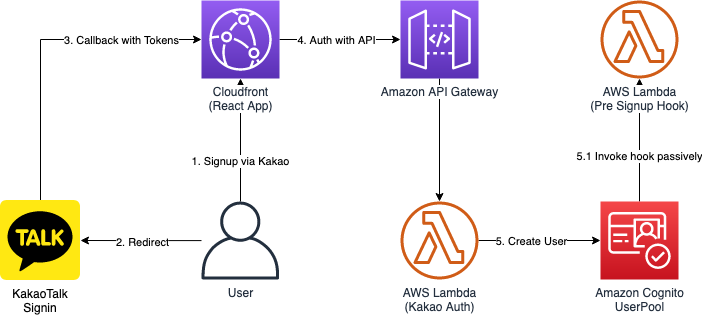 3. Callback with Tokens
4. Auth with API
Cloudfront
(React App)
Amazon API Gateway
AWS Lambda
(Pre Signup Hook)
1. Signup via Kakao
5.1 Invoke hook passively
TALK
2. Redirect
5. Create User
KakaoTalk
Signin
User
AWS Lambda
(Kakao Auth)
Amazon Cognito
UserPool